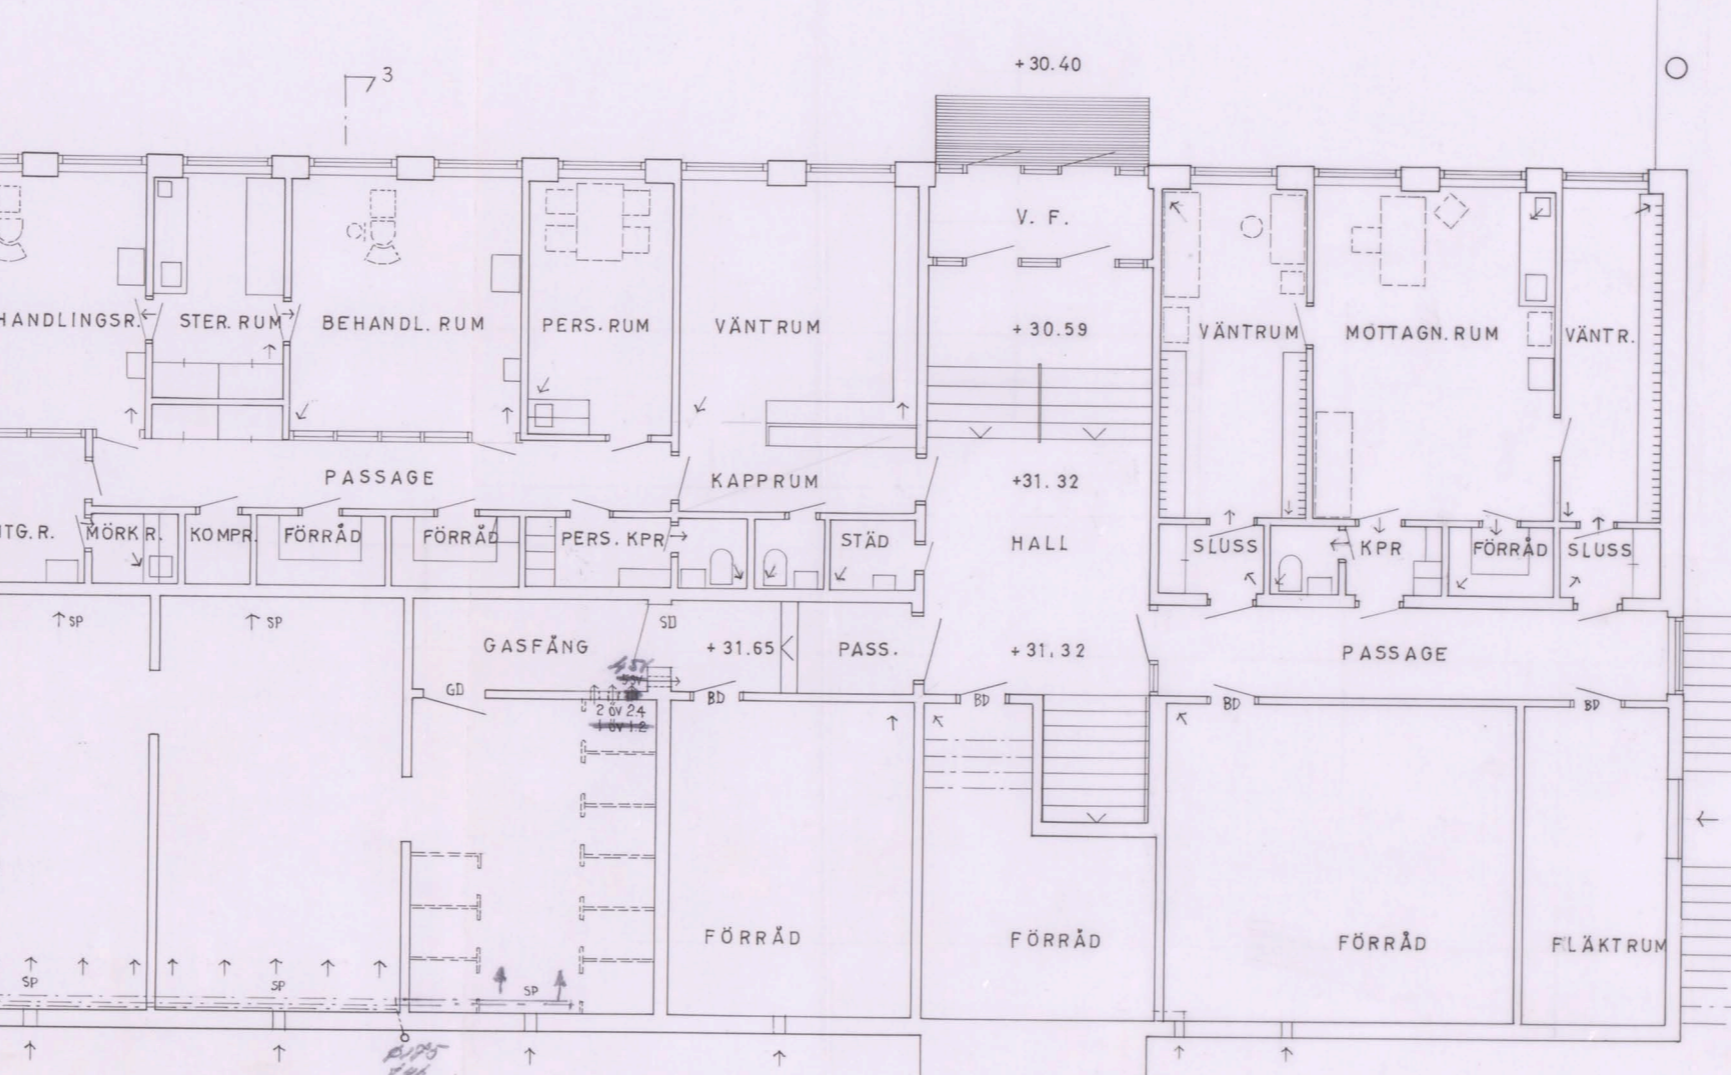 +30.40
3
V. F.
HANDLINGSR.
STER. RUM
BEHANDL. RUM
PERS. RUM
VÄNTRUM
+30.59
VÄNTRUM
MOTTAGN. RUM
VÄNTR.
PASSAGE
KAPPRUM
+31.32
MÖRKR.
KOMPR.
FÖRRÅD
FÖRRÅD
PERS. KPR
STÄD
HALL
SLUSS
KPR
FÖRRÅD
SLUSS
SP
SP
GASFÅNG
SD
+31.65
PASS.
+31.32
PASSAGE
GD
BD
BD
BD
BD
2 ÖV 24
1 ÖV 1.2
FÖRRÅD
FÖRRÅD
FÖRRÅD
FLÄKTRUM
SP
SP
SP